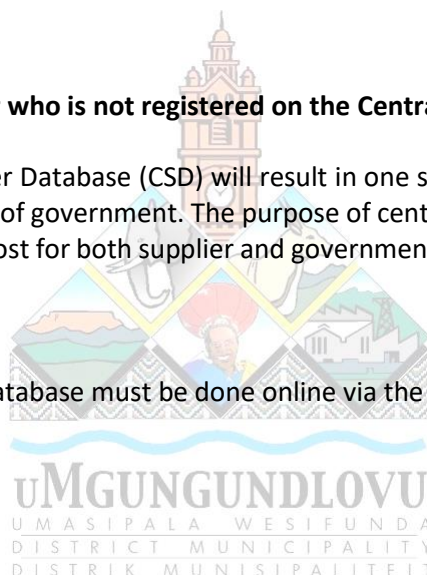 who is not registered on the Centra
er Database (CSD) will result in one s
of government. The purpose of cent
ost for both supplier and governmen
atabase must be done online via the
uMGUNGUNDLOVU
UMASIPALA WESIFUNDA
DISTRICT MUNICIPALITY
DISTRIK MUNISIPALITEIT